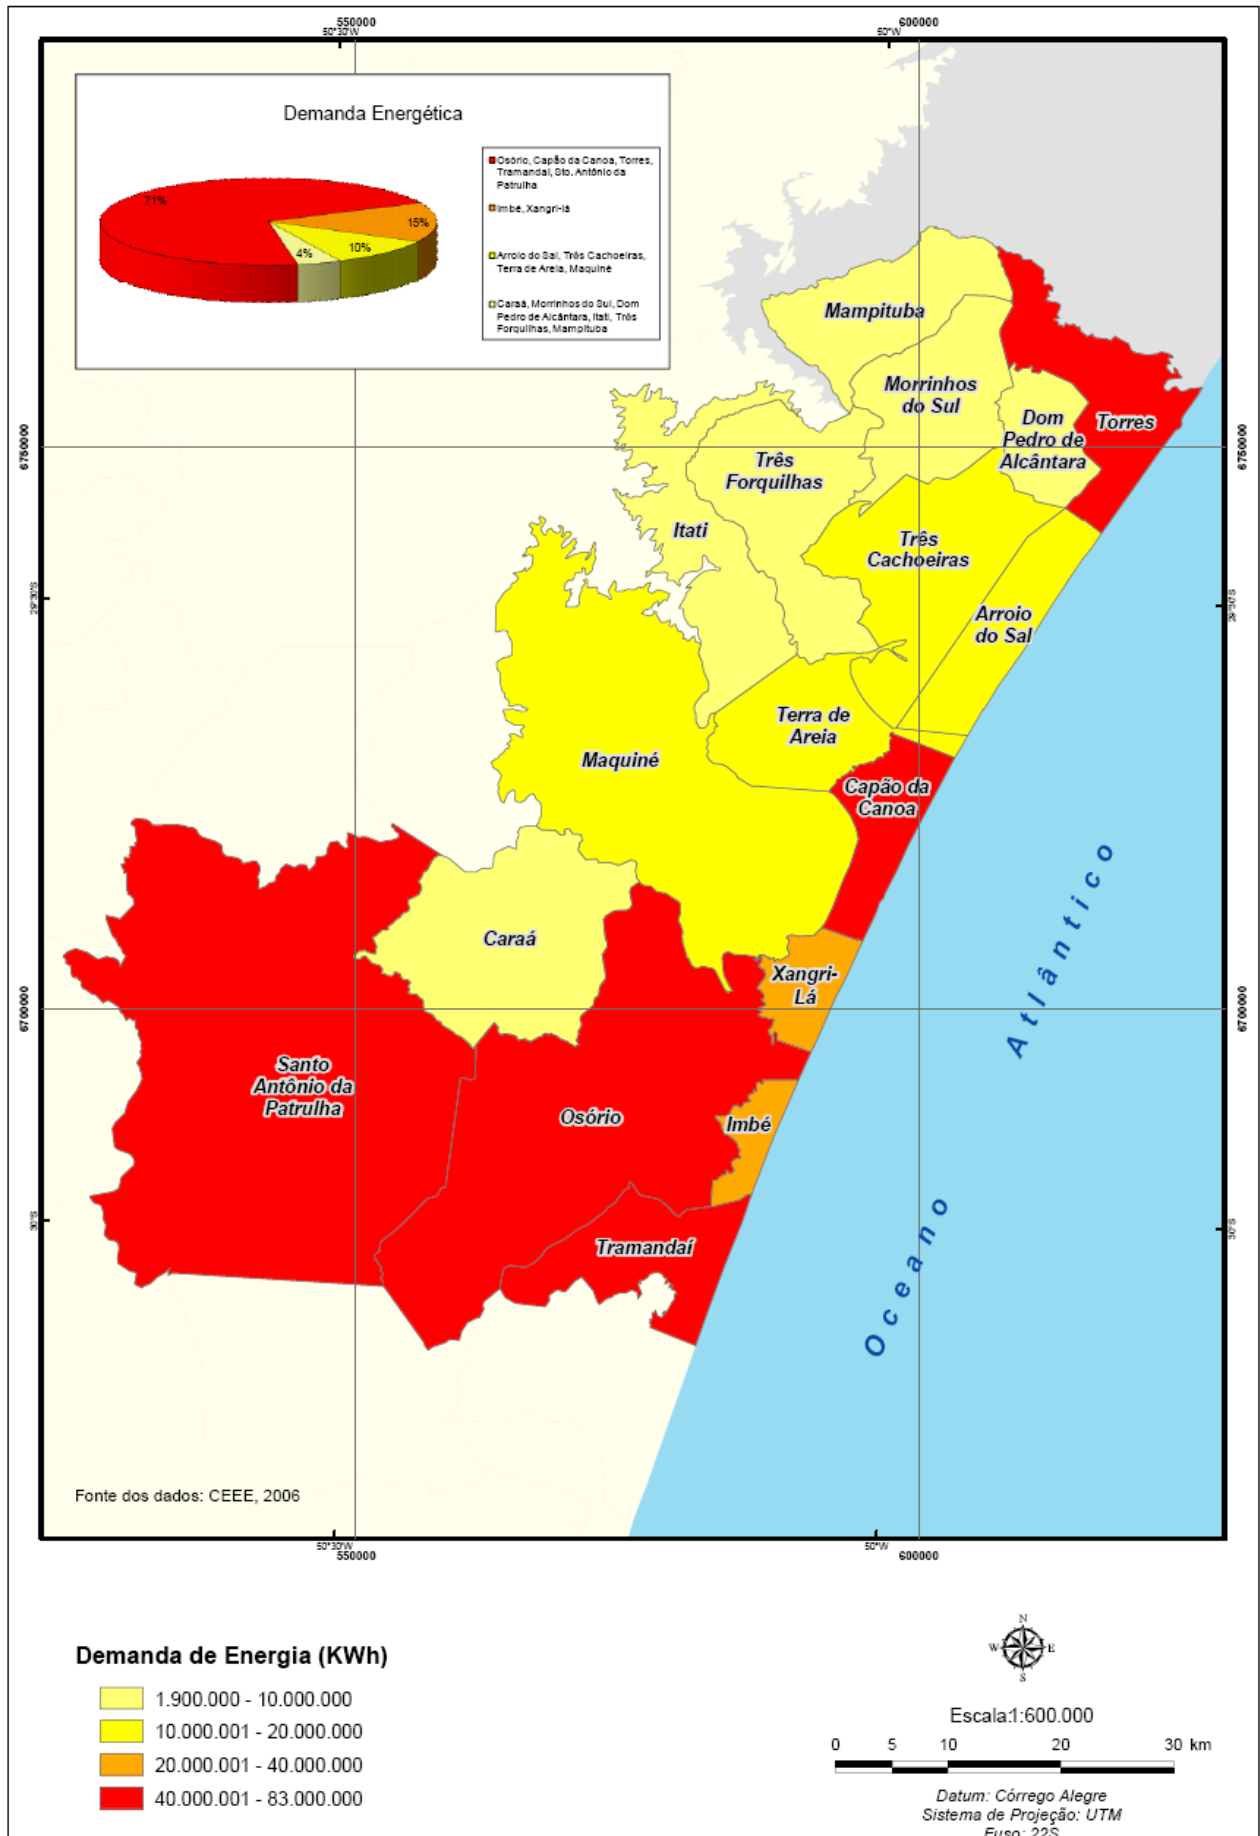 550000
600000
50°30'W
50°W
Demanda Energética
71%
15%
10%
4%
Osório, Capão da Canoa, Torres,
Tramandaí, Sto. Antônio da
Patrulha
Imbé, Xangri-lá
Arroio do Sal, Três Cachoeiras,
Terra de Areia, Maquiné
Caraá, Morrinhos do Sul, Dom
Pedro de Alcântara, Itati, Três
Forquilhas, Mampituba
Mampituba
Morrinhos
do Sul
Dom
Pedro de
Alcântara
Torres
6750000
6750000
Três
Forquilhas
Itati
Três
Cachoeiras
29°30'S
29°30'S
Arroio
do Sal
Terra de
Areia
Maquiné
Capão da
Canoa
Caraá
Xangri-
Lá
6700000
6700000
Santo
Antônio da
Patrulha
Osório
Imbé
30°S
30°S
Tramandaí
Oceano Atlântico
Fonte dos dados: CEEE, 2006
50°30'W
50°W
550000
600000
Demanda de Energia (KWh)
1.900.000 - 10.000.000
10.000.001 - 20.000.000
20.000.001 - 40.000.000
40.000.001 - 83.000.000
N
W E
S
Escala:1:600.000
0 5 10 20 30 km
Datum: Córrego Alegre
Sistema de Projeção: UTM
Fuso: 22S